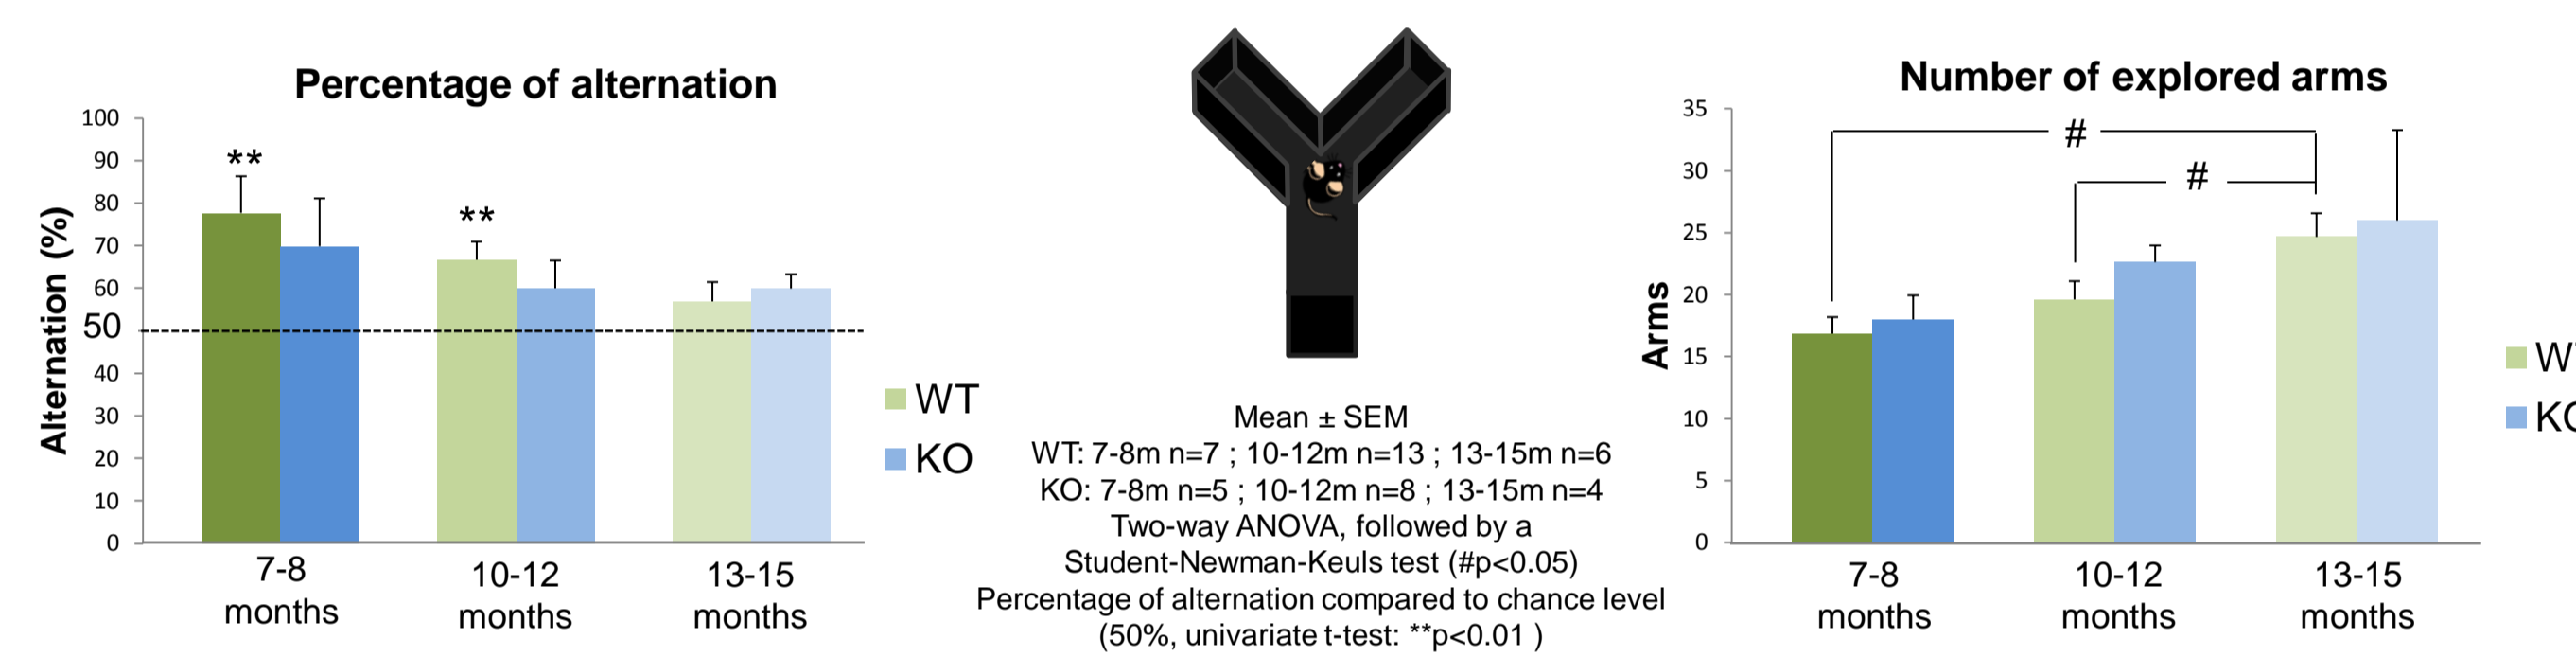 Percentage of alternation
Alternation (%)
100
90
80
70
60
50
40
30
20
10
0
**
**
7-8
months
10-12
months
13-15
months
WT
KO
Mean ± SEM
WT: 7-8m n=7 ; 10-12m n=13 ; 13-15m n=6
KO: 7-8m n=5 ; 10-12m n=8 ; 13-15m n=4
Two-way ANOVA, followed by a
Student-Newman-Keuls test (#p<0.05)
Percentage of alternation compared to chance level
(50%, univariate t-test: **p<0.01 )
Number of explored arms
Arms
35
30
25
20
15
10
5
0
#
#
7-8
months
10-12
months
13-15
months